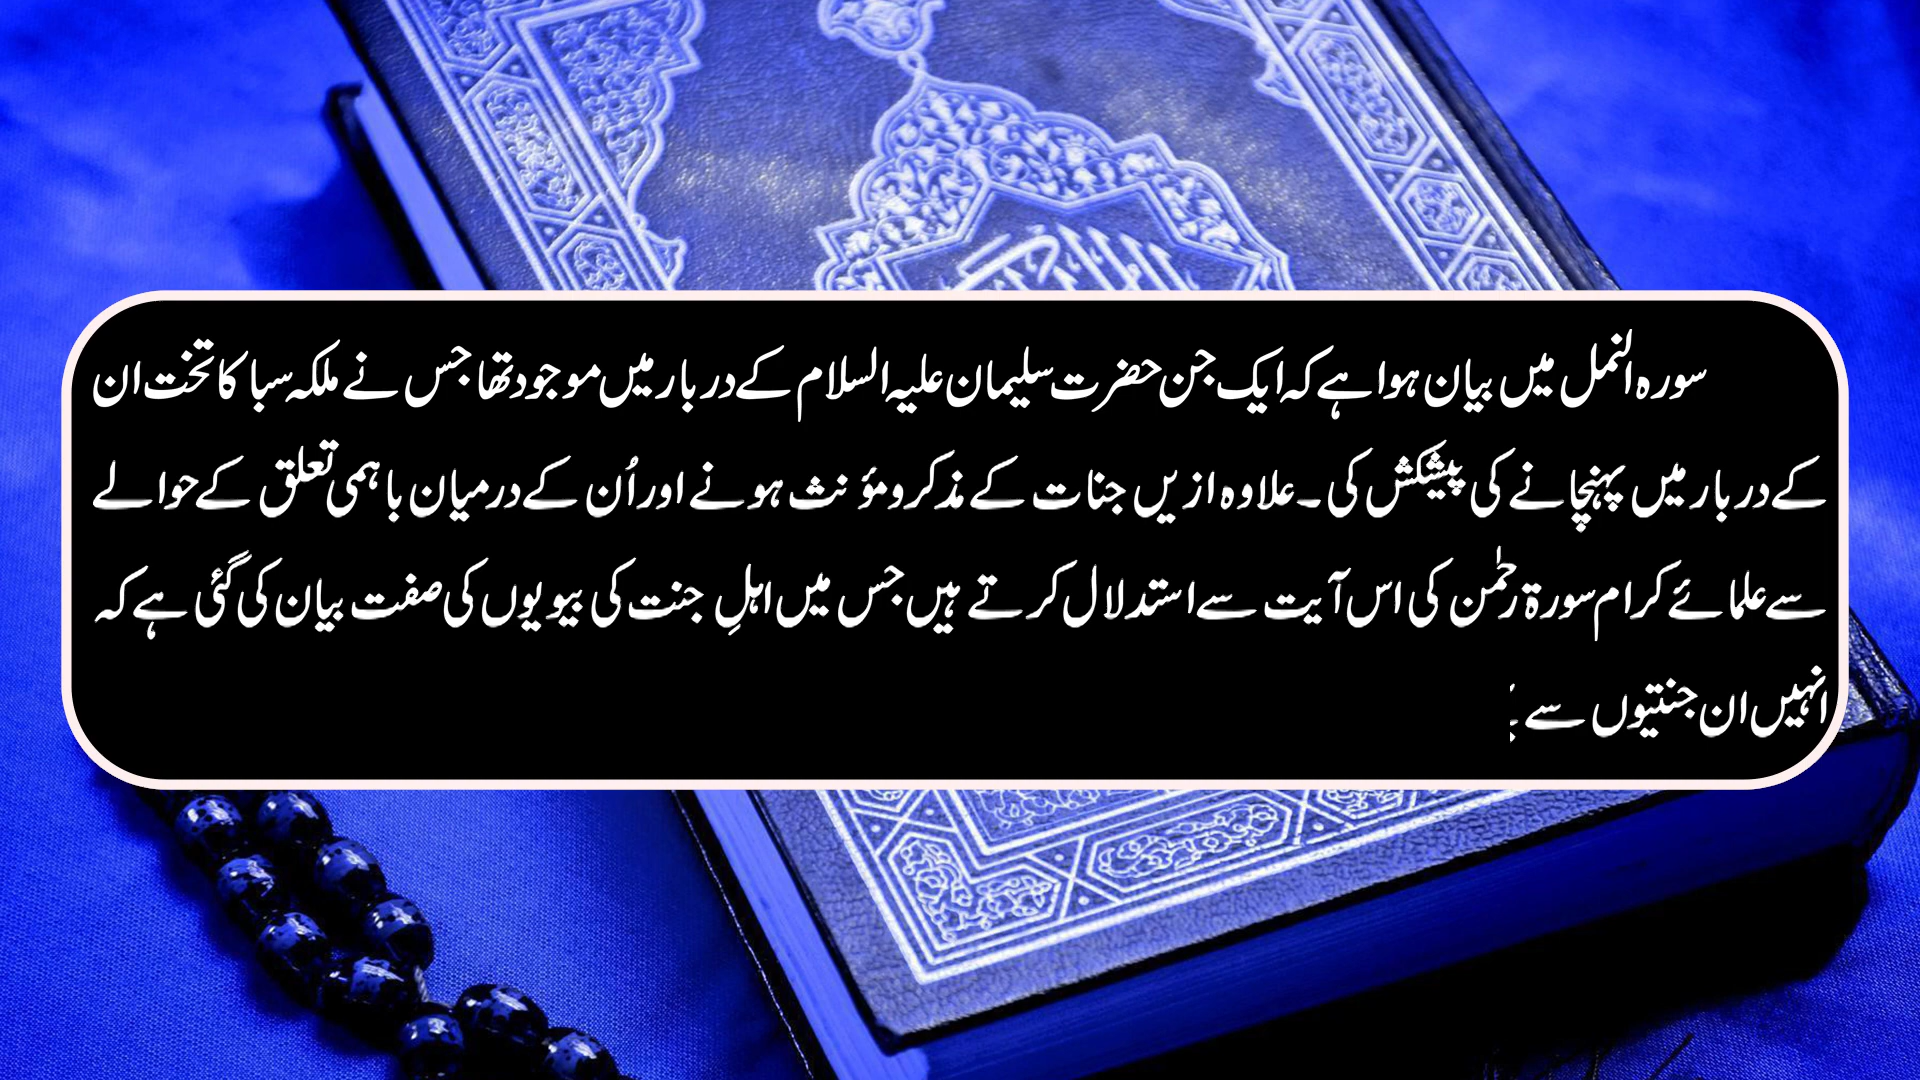 سورہ النمل میں بیان ہوا ہے کہ ایک جن حضرت سلیمان علیہ السلام کے دربار میں موجود تھا جس نے ملکہ سبا کا تخت ان
کے دربار میں پہنچانے کی پیشکش کی۔ علاوہ ازیں جنات کے مذکر و مؤنث ہونے اور اُن کے درمیان باہمی تعلق کے حوالے
سے علمائے کرام سورۃ رحٰمن کی اس آیت سے استدلال کرتے ہیں جس میں اہلِ جنت کی بیویوں کی صفت بیان کی گئی ہے کہ
انہیں ان جنتیوں سے